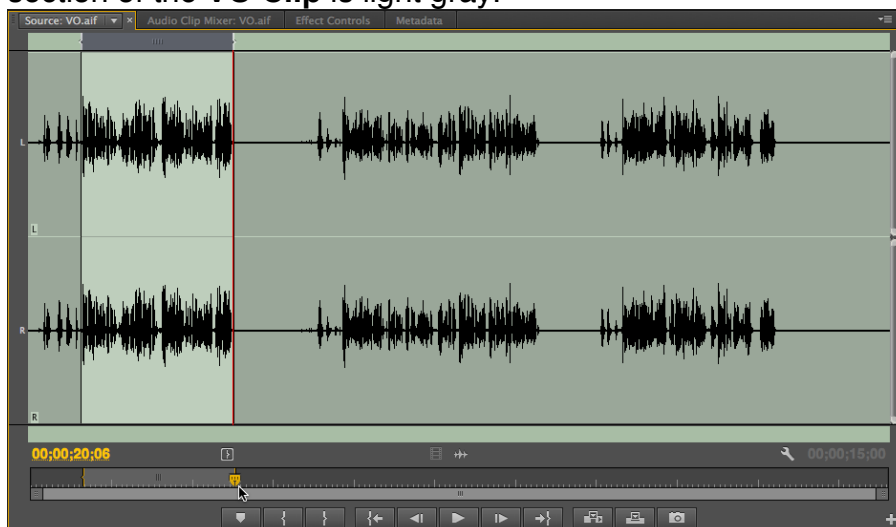 section of the VO Clip is light gray.
Source: VO.aif Audio Clip Mixer: VO.aif Effect Controls Metadata
L
L
R
R
00;00;20;06 00;00;15;00